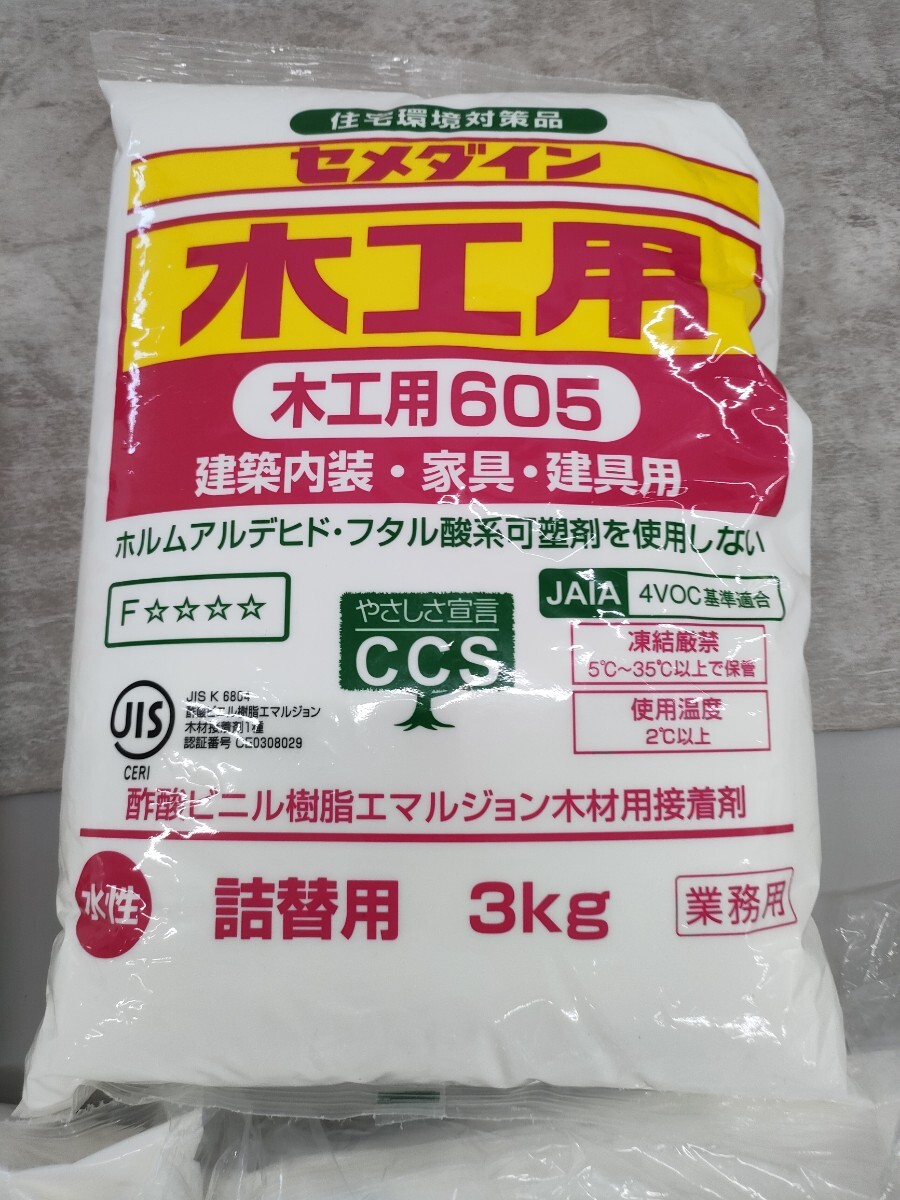 住宅環境対策品
セメダイン
木工用
木工用605
建築内装・家具・建具用
ホルムアルデヒド・フタル酸系可塑剤を使用しない
F☆☆☆☆
やさしさ宣言
CCS
JAIA 4VOC基準適合
凍結厳禁
5℃〜35℃以上で保管
使用温度
2℃以上
JIS
CERI
JIS K 6804
酢酸ビニル樹脂エマルジョン
木材接着剤1種
認証番号 CE0308029
酢酸ビニル樹脂エマルジョン木材用接着剤
水性
詰替用 3kg
業務用